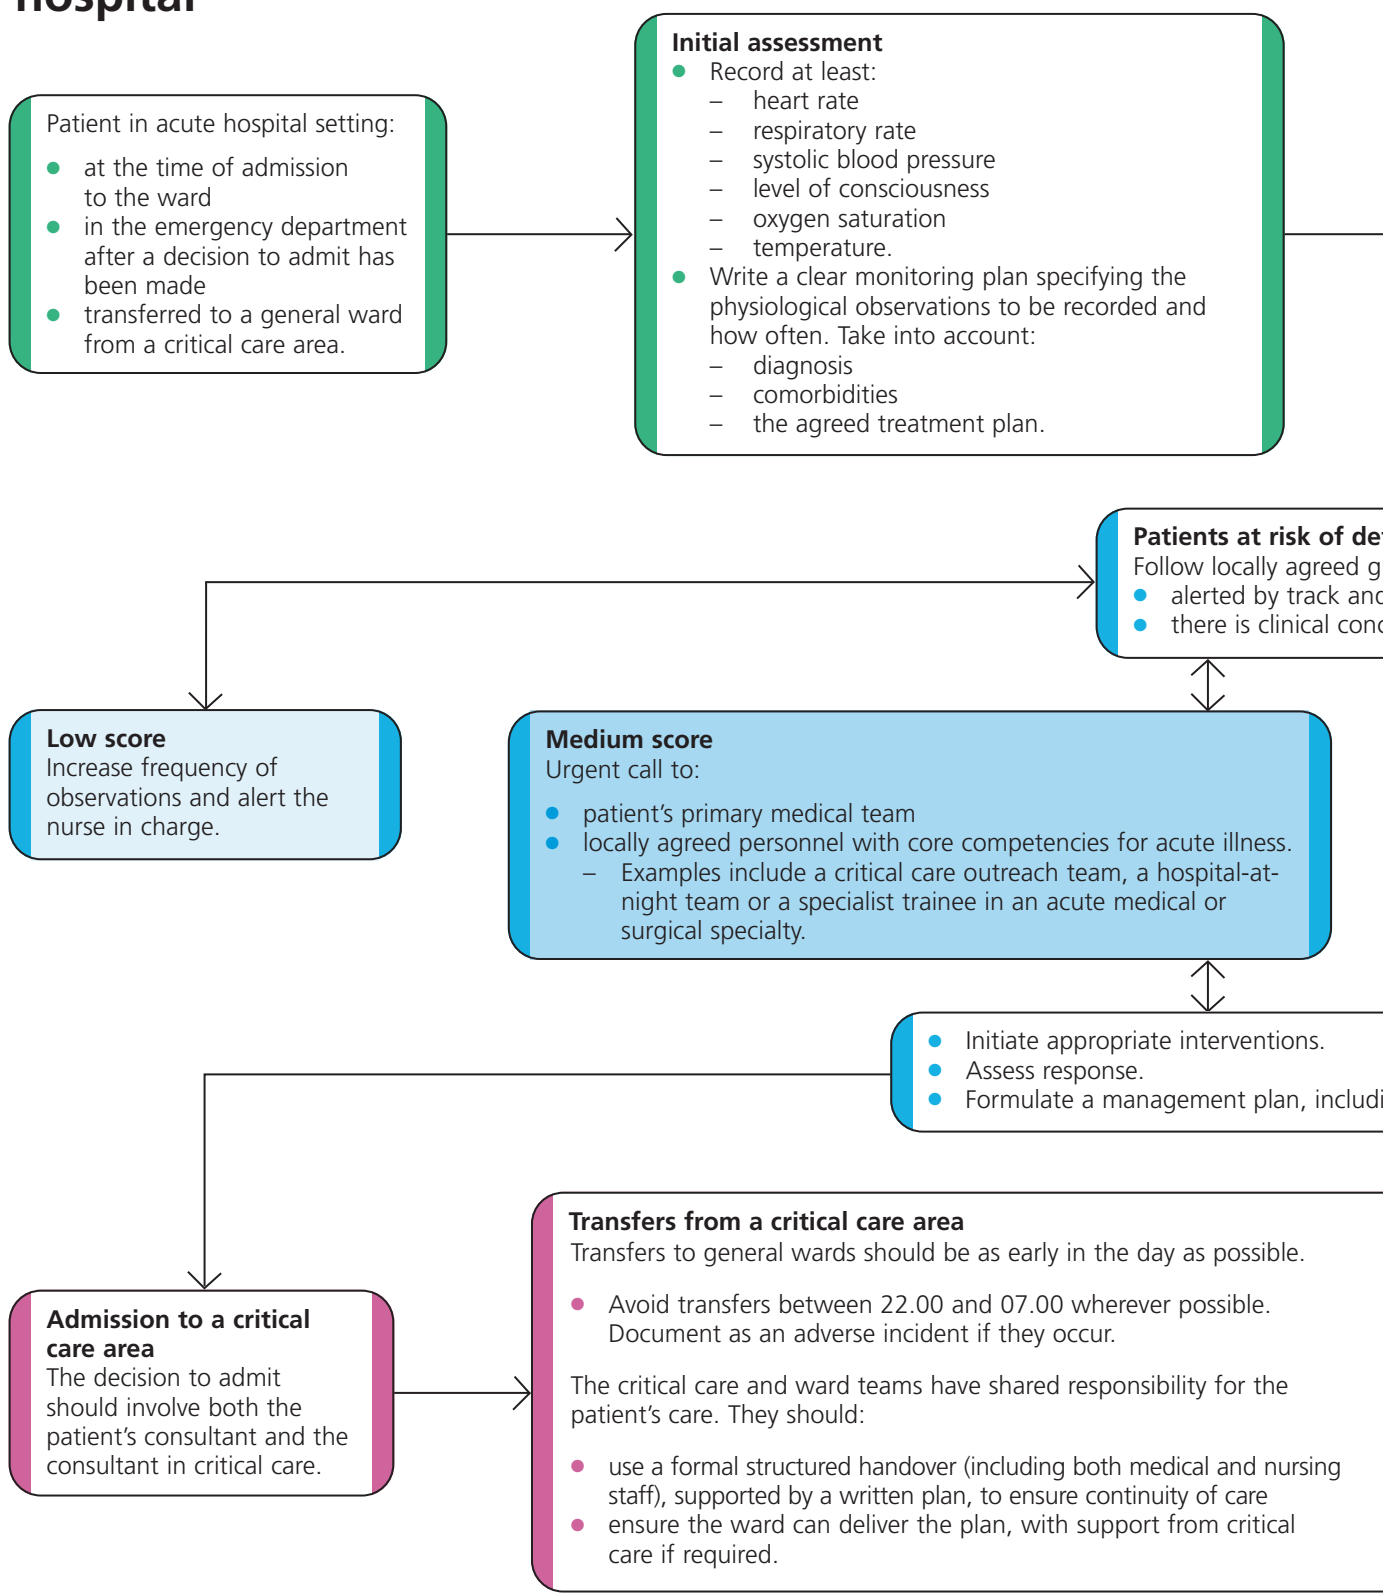 hospital
Patient in acute hospital setting:
● at the time of admission
to the ward
● in the emergency department
after a decision to admit has
been made
● transferred to a general ward
from a critical care area.
Initial assessment
● Record at least:
– heart rate
– respiratory rate
– systolic blood pressure
– level of consciousness
– oxygen saturation
– temperature.
● Write a clear monitoring plan specifying the
physiological observations to be recorded and
how often. Take into account:
– diagnosis
– comorbidities
– the agreed treatment plan.
Patients at risk of
Follow locally agreed
● alerted by track
● there is clinical
Low score
Increase frequency of
observations and alert the
nurse in charge.
Medium score
Urgent call to:
● patient’s primary medical team
● locally agreed personnel with core competencies for acute illness.
– Examples include a critical care outreach team, a hospital-at-
night team or a specialist trainee in an acute medical or
surgical specialty.
● Initiate appropriate interventions.
● Assess response.
● Formulate a management plan,
Admission to a critical
care area
The decision to admit
should involve both the
patient’s consultant and the
consultant in critical care.
Transfers from a critical care area
Transfers to general wards should be as early in the day as possible.
● Avoid transfers between 22.00 and 07.00 wherever possible.
Document as an adverse incident if they occur.
The critical care and ward teams have shared responsibility for the
patient’s care. They should:
● use a formal structured handover (including both medical and nursing
staff), supported by a written plan, to ensure continuity of care
● ensure the ward can deliver the plan, with support from critical
care if required.